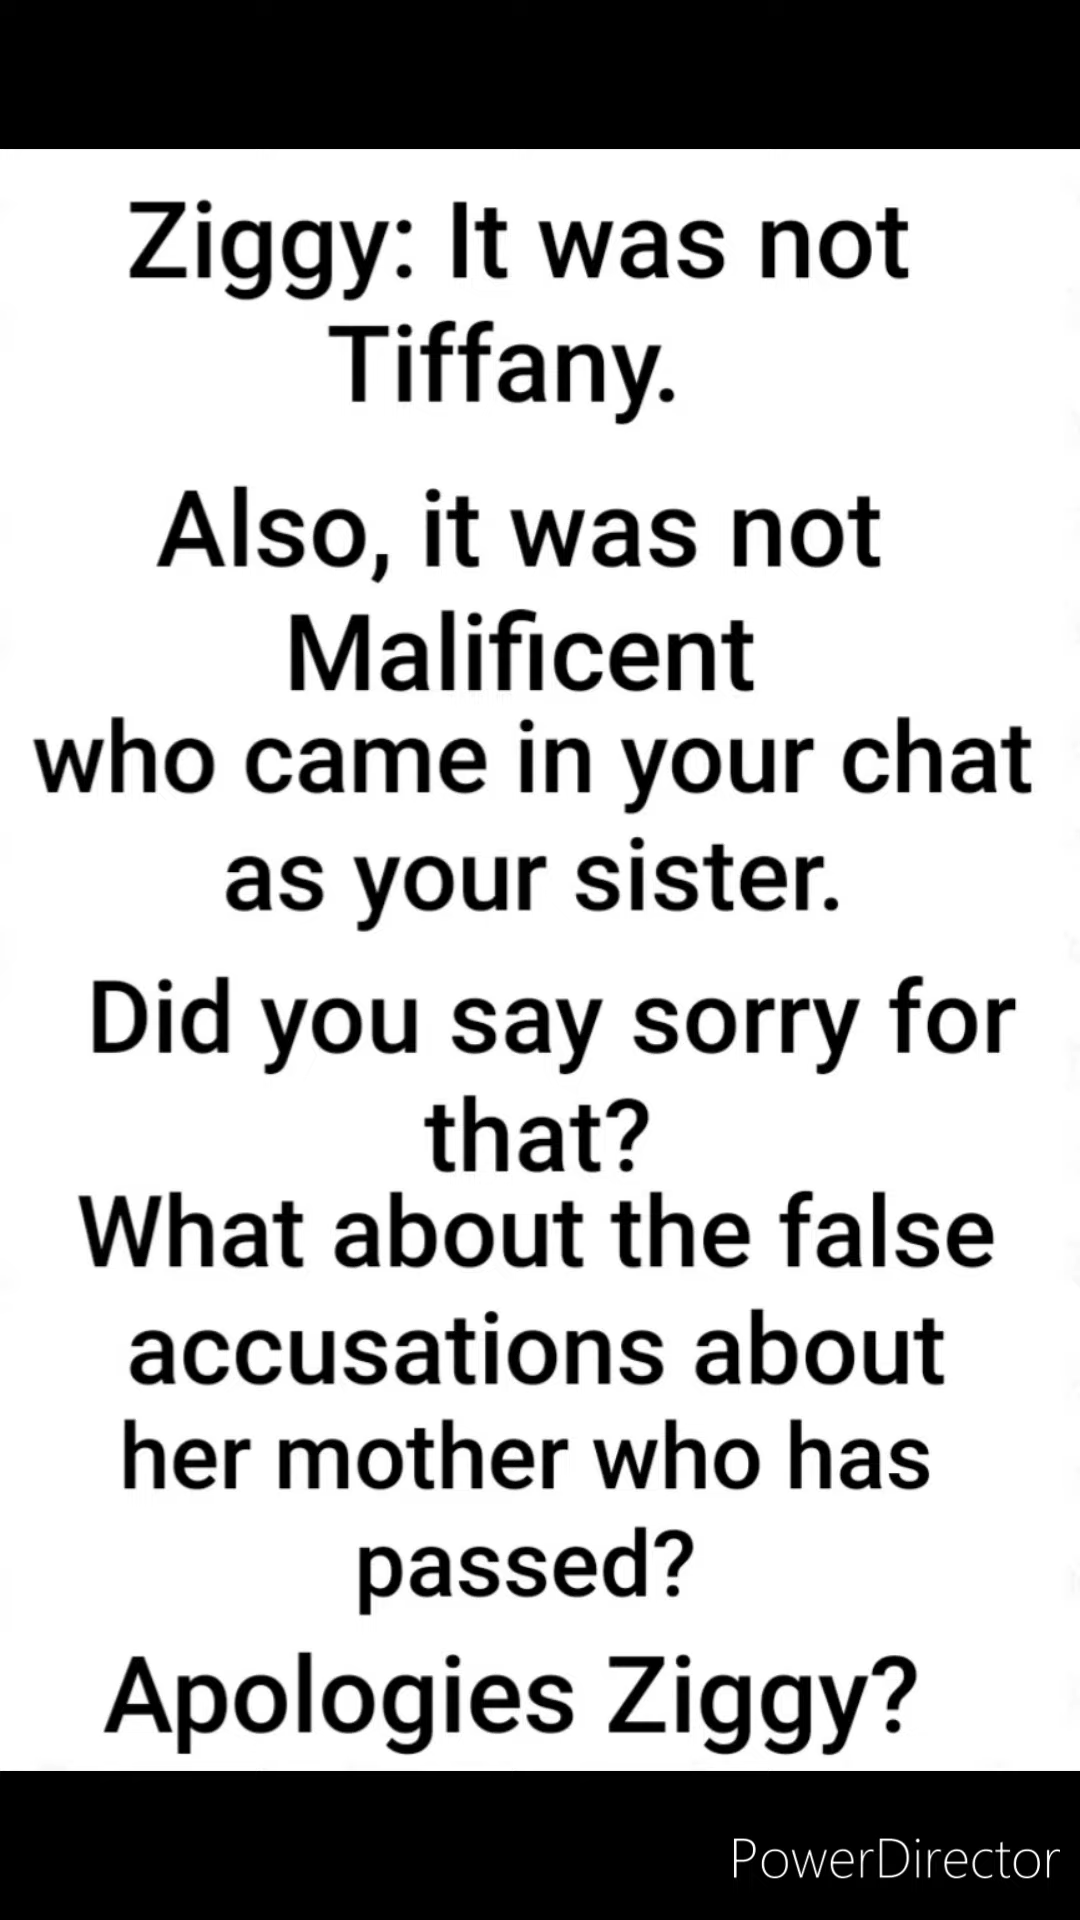 Ziggy: It was not
Tiffany.
Also, it was not
Malificent
who came in your chat
as your sister.
Did you say sorry for
that?
What about the false
accusations about
her mother who has
passed?
Apologies Ziggy?
PowerDirector